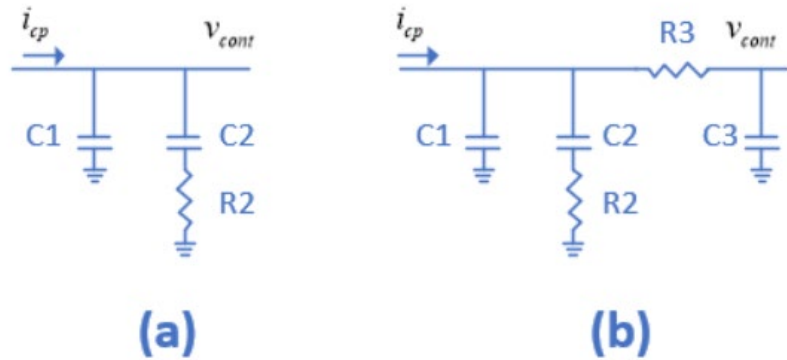 i_cp v_cont
C1 C2
R2
(a)
i_cp R3 v_cont
C1 C2 C3
R2
(b)